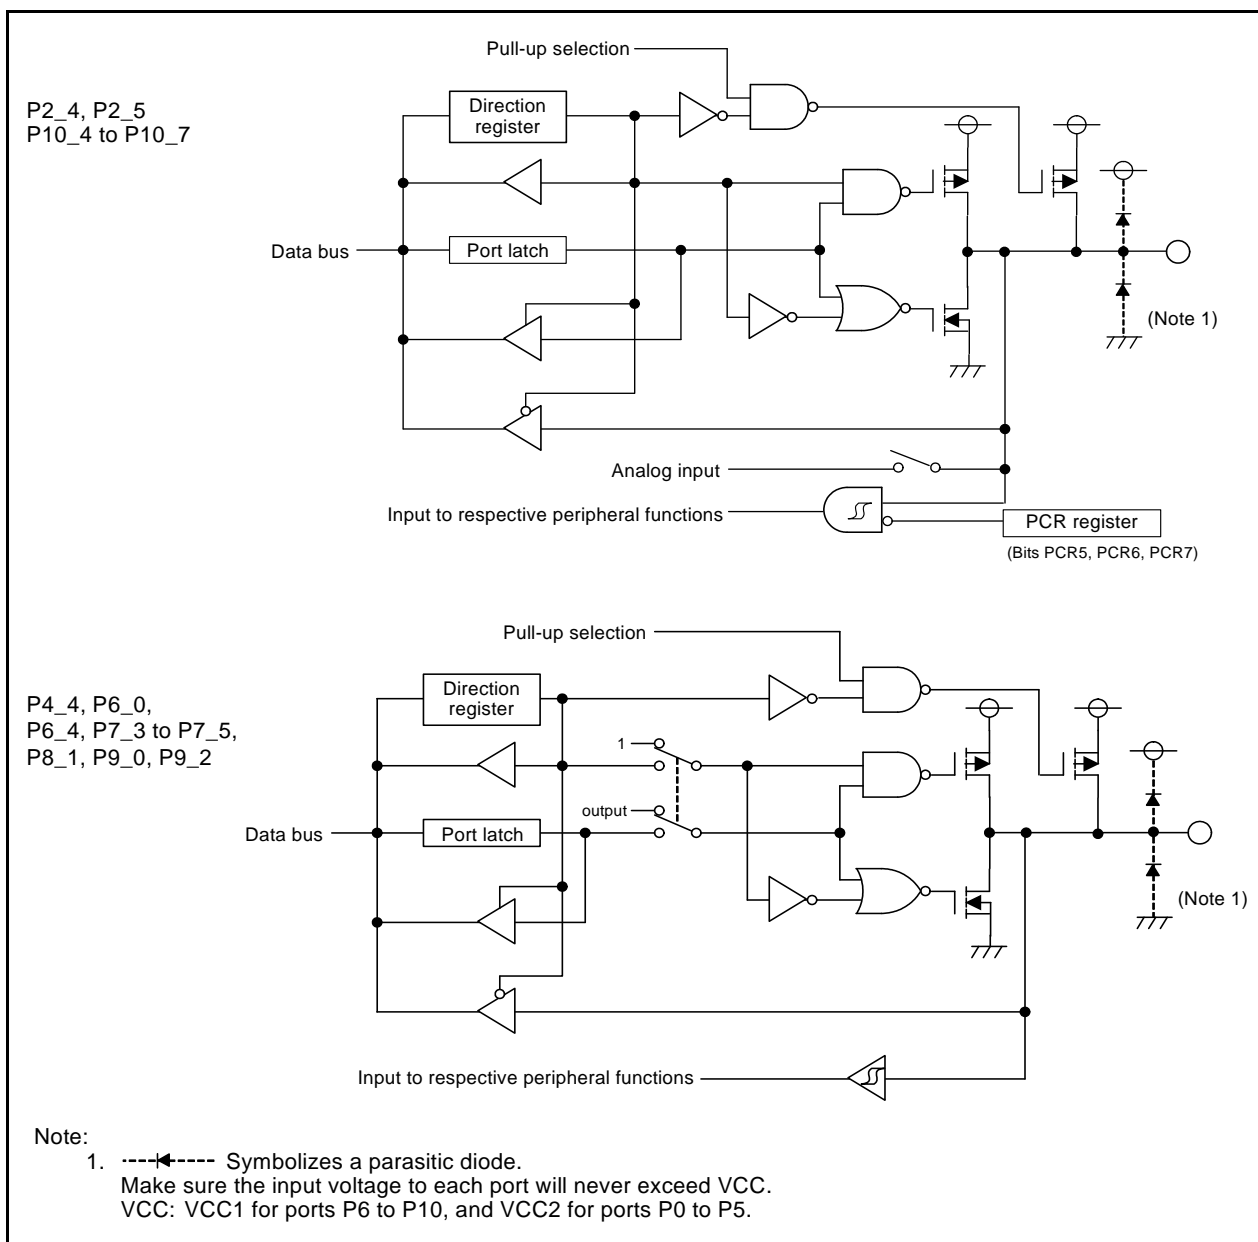 Pull-up selection
P2_4, P2_5
P10_4 to P10_7
Direction
register
Data bus
Port latch
(Note 1)
Analog input
Input to respective peripheral functions
PCR register
(Bits PCR5, PCR6, PCR7)
Pull-up selection
P4_4, P6_0,
P6_4, P7_3 to P7_5,
P8_1, P9_0, P9_2
Direction
register
1
output
Data bus
Port latch
(Note 1)
Input to respective peripheral functions
Note:
1. Symbolizes a parasitic diode.
Make sure the input voltage to each port will never exceed VCC.
VCC: VCC1 for ports P6 to P10, and VCC2 for ports P0 to P5.